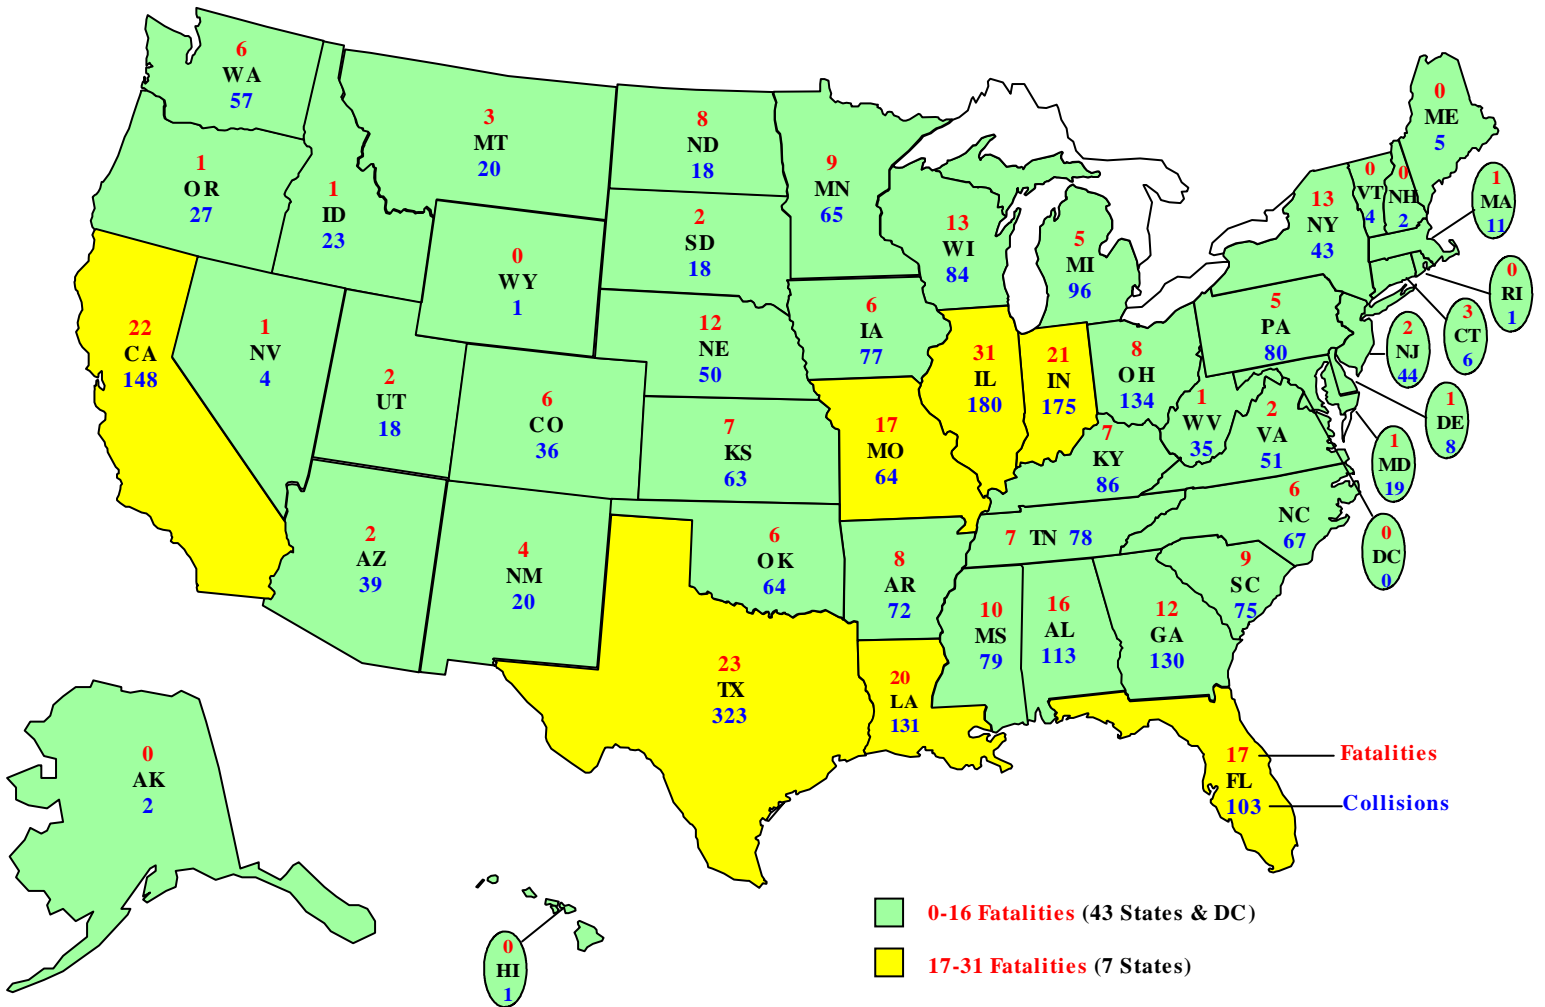 6
WA
57
1
OR
27
1
ID
23
3
MT
20
0
WY
1
8
ND
18
2
SD
18
12
NE
50
7
KS
63
22
CA
148
1
NV
4
2
UT
18
6
CO
36
2
AZ
39
4
NM
20
6
OK
64
23
TX
323
9
MN
65
6
IA
77
17
MO
64
8
AR
72
20
LA
131
13
WI
84
31
IL
180
5
MI
96
21
IN
175
8
OH
134
7
KY
86
7 TN 78
10
MS
79
16
AL
113
12
GA
130
9
SC
75
6
NC
67
2
VA
51
1
WV
35
5
PA
80
13
NY
43
0
VT
4
0
NH
2
0
ME
5
1
MA
11
0
RI
1
3
CT
6
2
NJ
44
1
DE
8
1
MD
19
0
DC
0
17
FL
103
Fatalities
Collisions
0
AK
2
0
HI
1
0-16 Fatalities (43 States & DC)
17-31 Fatalities (7 States)